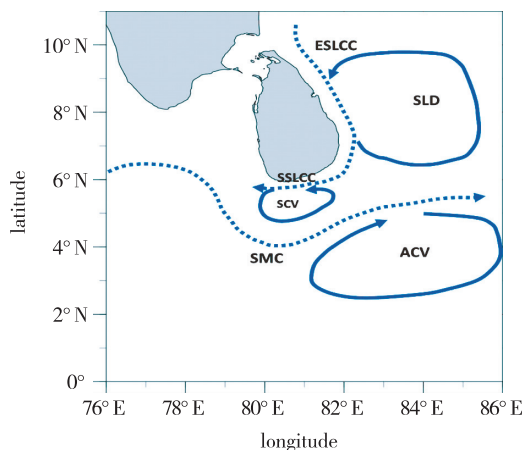 10° N
8° N
6° N
4° N
2° N
0°
latitude
ESLCC
SLD
SSLCC
SCV
SMC
ACV
76° E 78° E 80° E 82° E 84° E 86° E
longitude